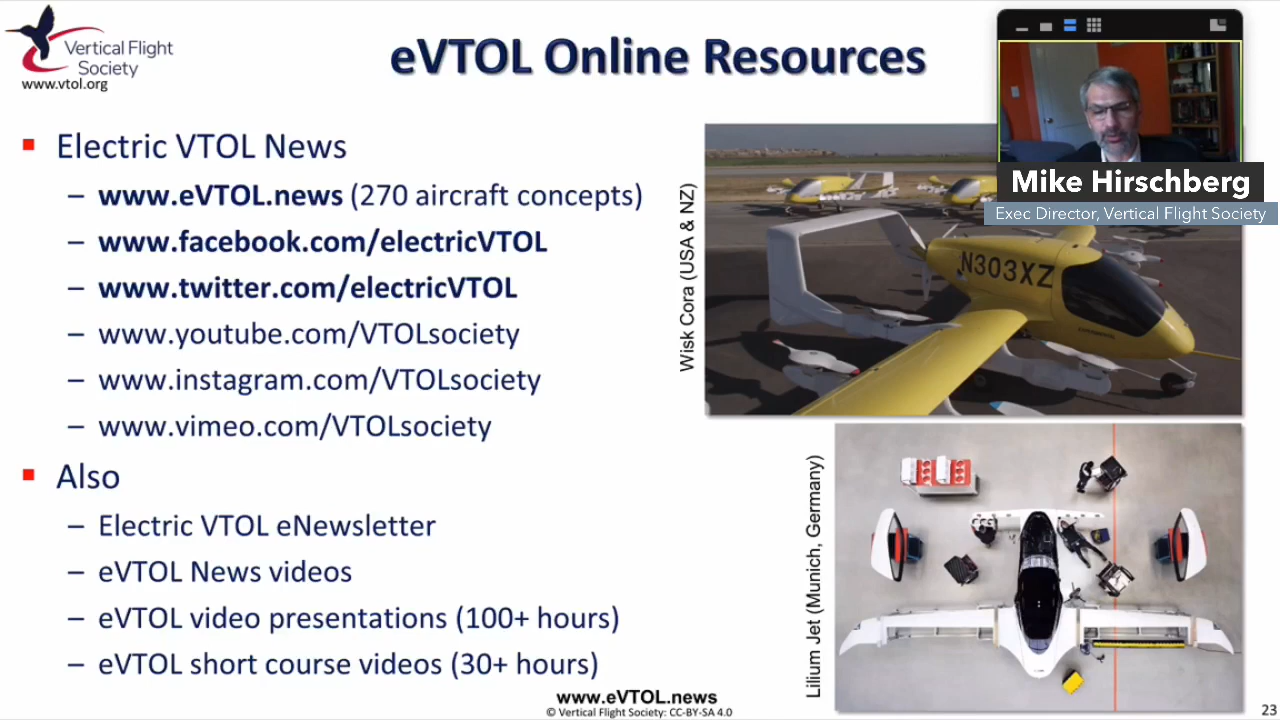 Vertical Flight
Society
www.vtol.org
eVTOL Online Resources
Mike Hirschberg
Exec Director, Vertical Flight Society
Electric VTOL News
– www.eVTOL.news (270 aircraft concepts)
– www.facebook.com/electricVTOL
– www.twitter.com/electricVTOL
– www.youtube.com/VTOLsociety
– www.instagram.com/VTOLsociety
– www.vimeo.com/VTOLsociety
Also
– Electric VTOL eNewsletter
– eVTOL News videos
– eVTOL video presentations (100+ hours)
– eVTOL short course videos (30+ hours)
Wisk Cora (USA & NZ)
N303XZ
Lilium Jet (Munich, Germany)
www.eVTOL.news
© Vertical Flight Society: CC-BY-SA 4.0
23